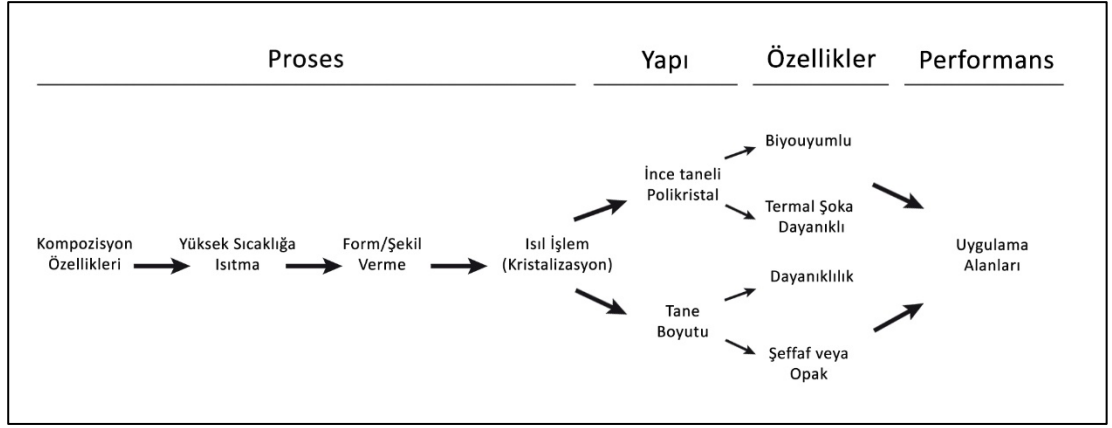 Proses
Yapı
Özellikler
Performans
Kompozisyon
Özellikleri
Yüksek Sıcaklığa
Isıtma
Form/Şekil
Verme
Isıl İşlem
(Kristalizasyon)
İnce taneli
Polikristal
Tane
Boyutu
Biyouyumlu
Termal Şoka
Dayanıklı
Dayanıklılık
Şeffaf veya
Opak
Uygulama
Alanları